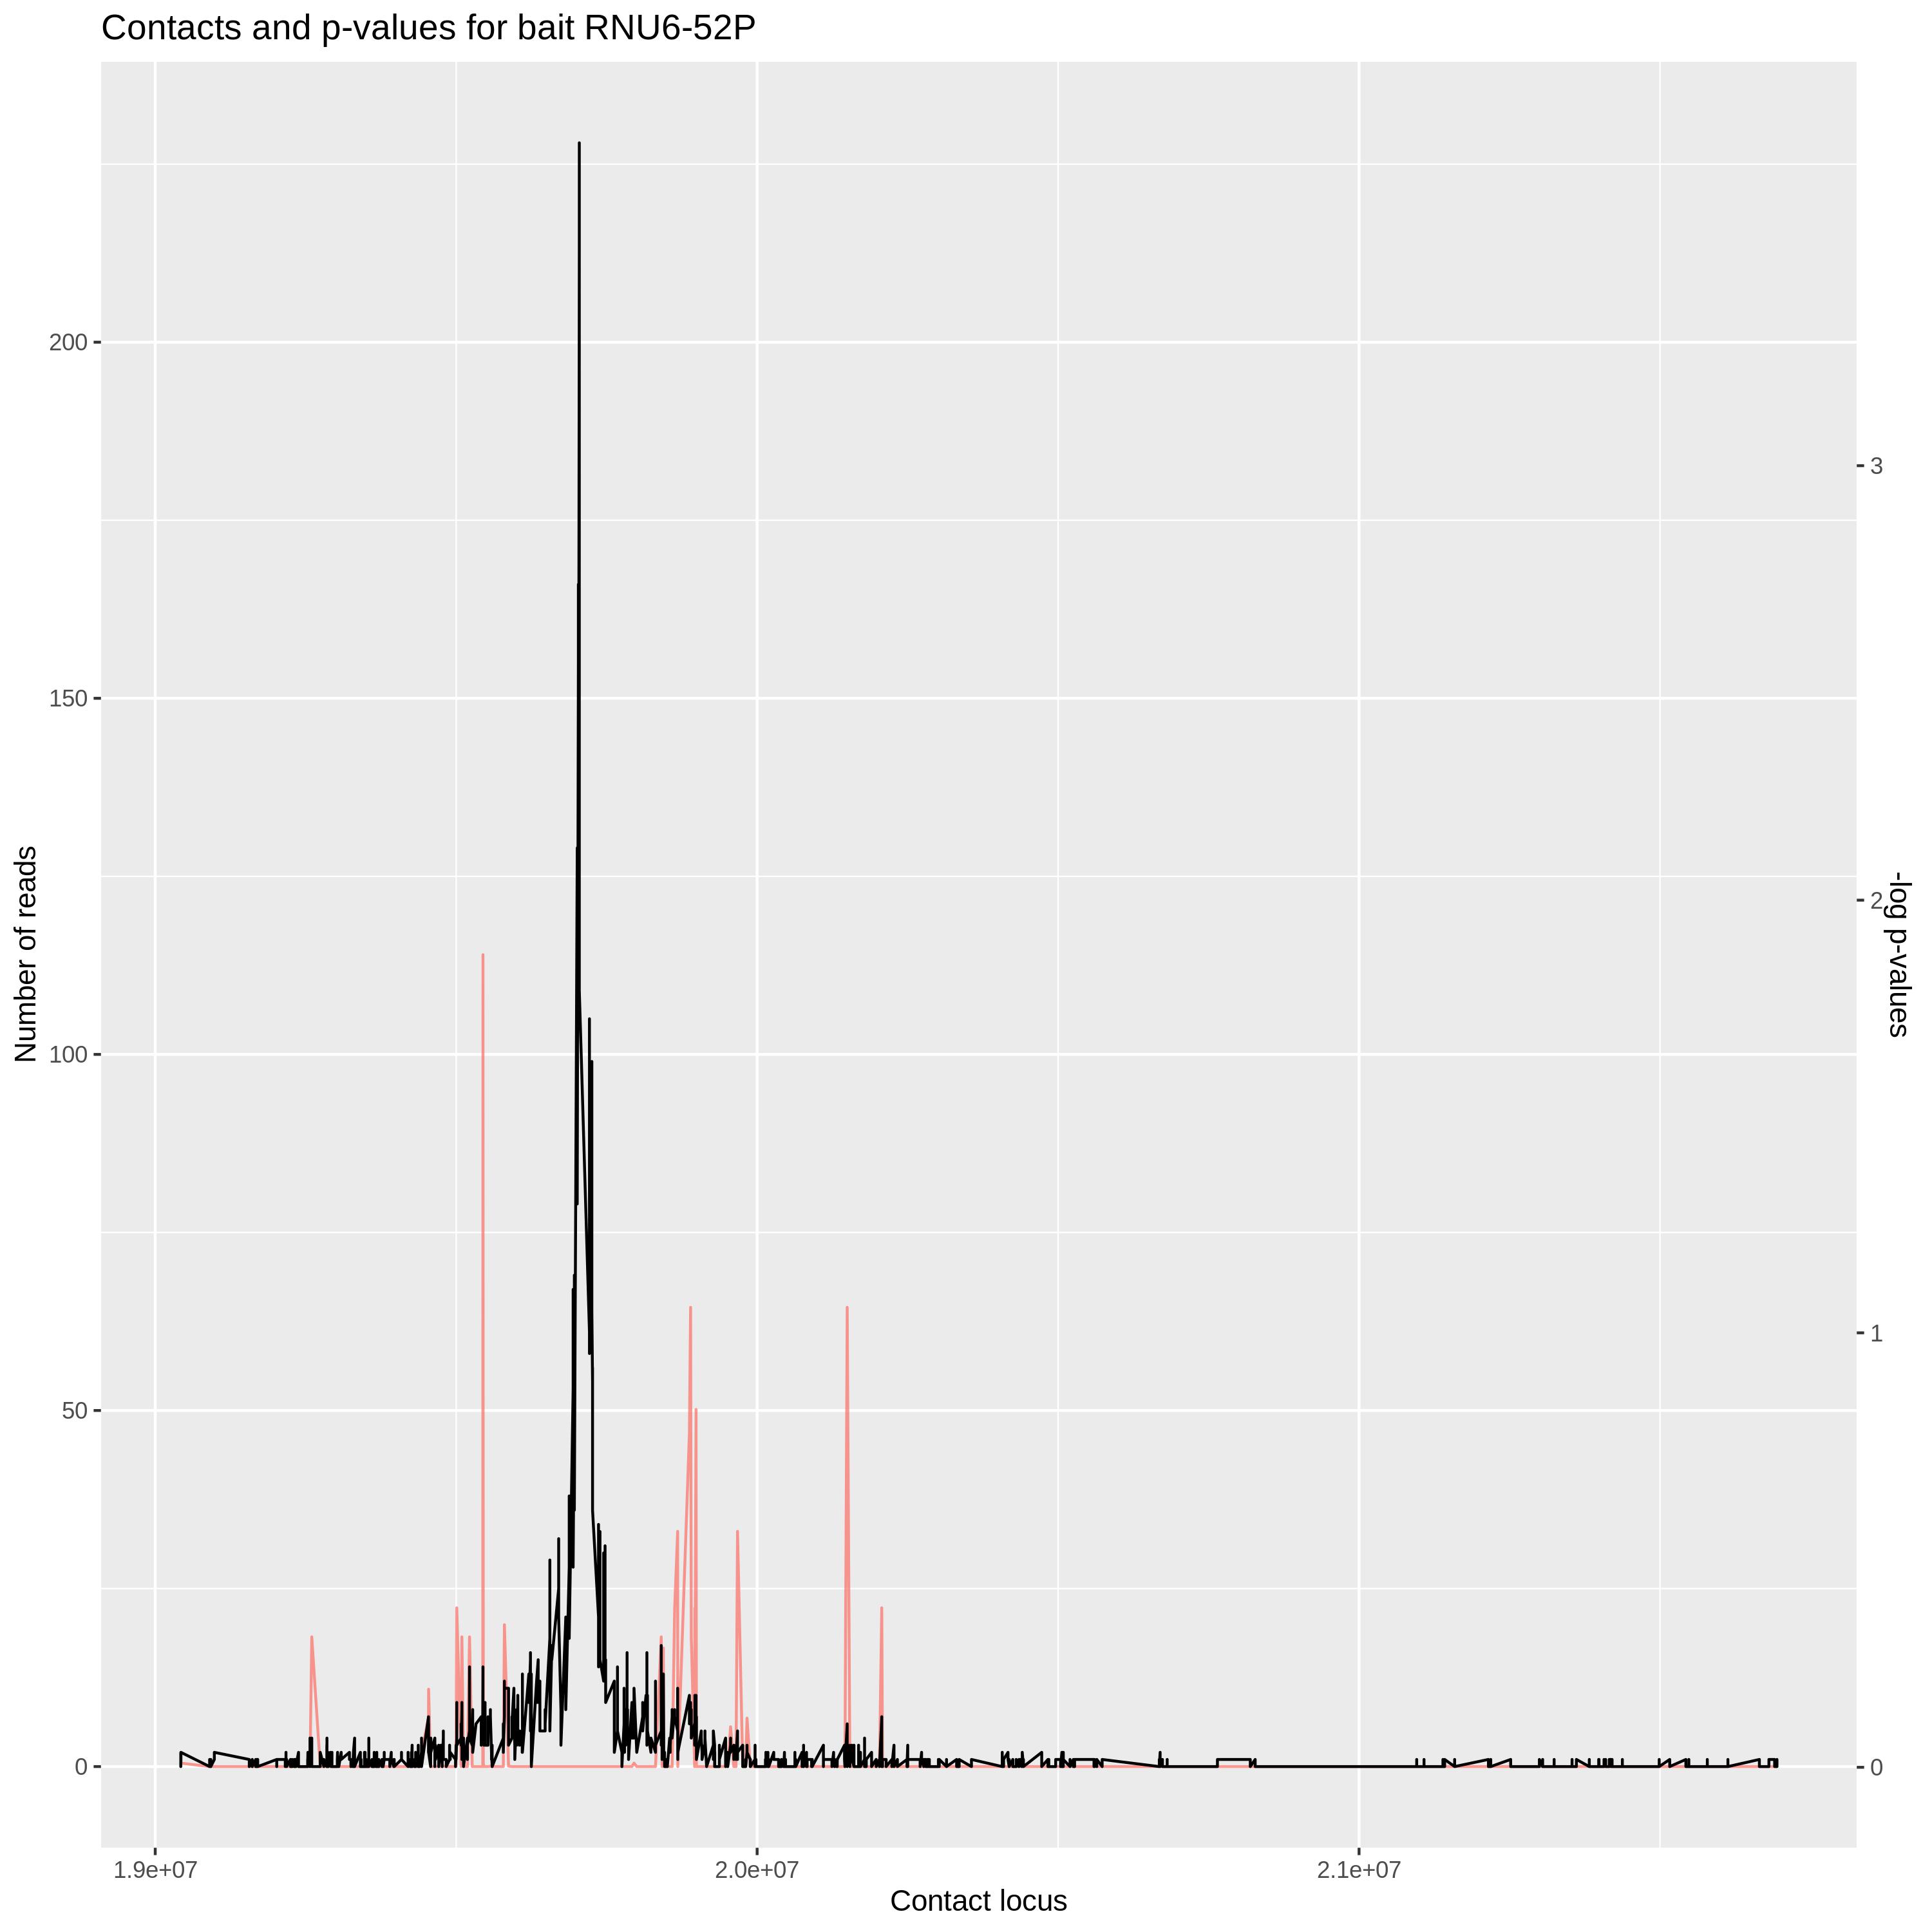 Contacts and p-values for bait RNU6-52P
200
150
100
50
0
Number of reads
3
2
1
0
-log p-values
1.9e+07
2.0e+07
2.1e+07
Contact locus